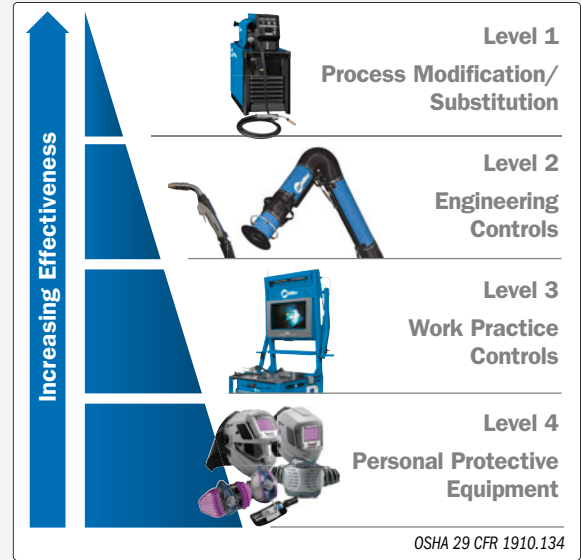 Increasing Effectiveness
Level 1
Process Modification/
Substitution
Level 2
Engineering
Controls
Level 3
Work Practice
Controls
Level 4
Personal Protective
Equipment
OSHA 29 CFR 1910.134